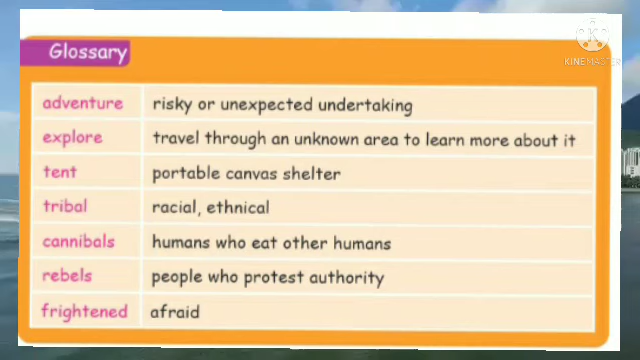 Glossary
KINEMASTER
adventure risky or unexpected undertaking
explore travel through an unknown area to learn more about it
tent portable canvas shelter
tribal racial, ethnical
cannibals humans who eat other humans
rebels people who protest authority
frightened afraid